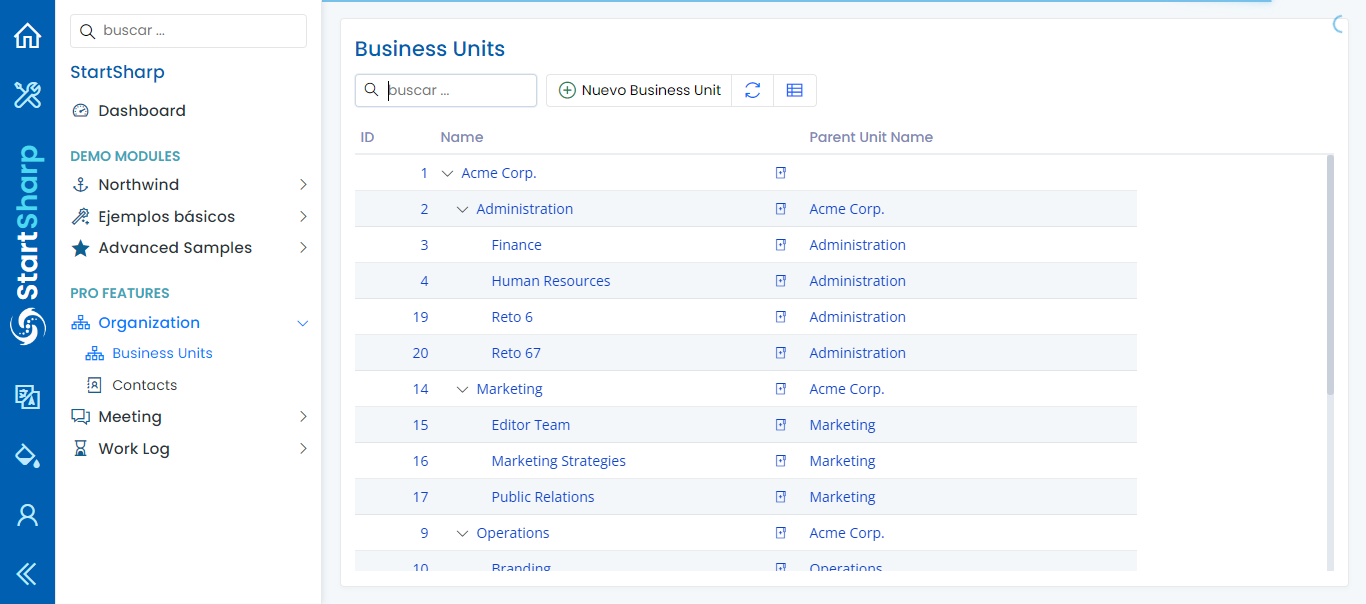 StartSharp
buscar ...
StartSharp
Dashboard
DEMO MODULES
Northwind
Ejemplos básicos
Advanced Samples
PRO FEATURES
Organization
Business Units
Contacts
Meeting
Work Log
Business Units
buscar ...
Nuevo Business Unit
ID Name Parent Unit Name
1 Acme Corp.
2 Administration Acme Corp.
3 Finance Administration
4 Human Resources Administration
19 Reto 6 Administration
20 Reto 67 Administration
14 Marketing Acme Corp.
15 Editor Team Marketing
16 Marketing Strategies Marketing
17 Public Relations Marketing
9 Operations Acme Corp.
10 Branding Operations